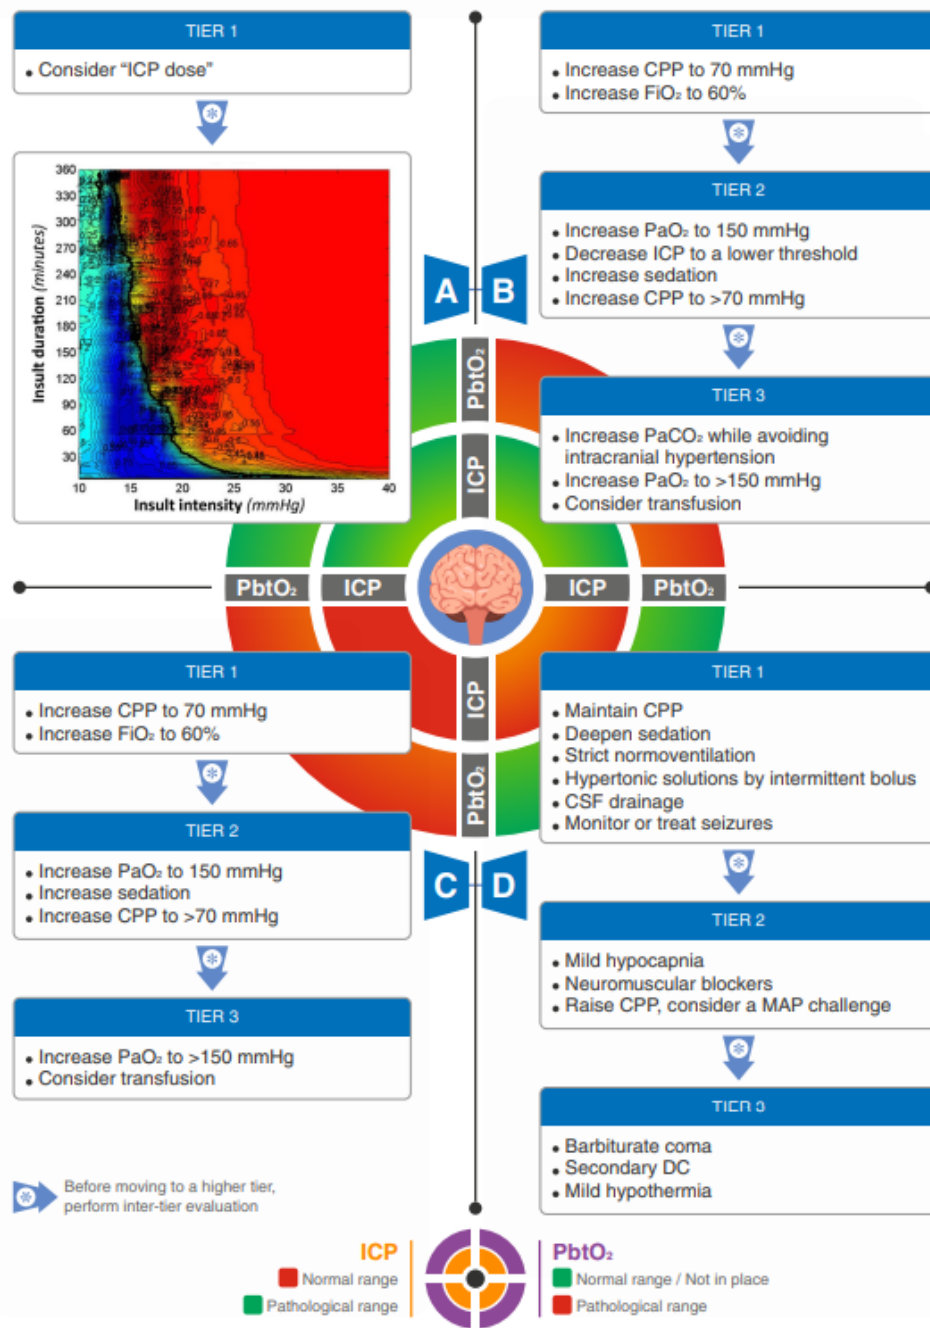 TIER 1
• Consider “ICP dose”
360
330
300
270
240
210
180
150
120
90
60
30
10 15 20 25 30 35 40
Insult duration (minutes)
Insult intensity (mmHg)
TIER 1
• Increase CPP to 70 mmHg
• Increase FiO₂ to 60%
TIER 2
• Increase PaO₂ to 150 mmHg
• Decrease ICP to a lower threshold
• Increase sedation
• Increase CPP to >70 mmHg
TIER 3
• Increase PaCO₂ while avoiding
intracranial hypertension
• Increase PaO₂ to >150 mmHg
• Consider transfusion
A B
PbtO₂
ICP
PbtO₂ ICP ICP PbtO₂
ICP
PbtO₂
C D
TIER 1
• Increase CPP to 70 mmHg
• Increase FiO₂ to 60%
TIER 2
• Increase PaO₂ to 150 mmHg
• Increase sedation
• Increase CPP to >70 mmHg
TIER 3
• Increase PaO₂ to >150 mmHg
• Consider transfusion
TIER 1
• Maintain CPP
• Deepen sedation
• Strict normoventilation
• Hypertonic solutions by intermittent bolus
• CSF drainage
• Monitor or treat seizures
TIER 2
• Mild hypocapnia
• Neuromuscular blockers
• Raise CPP, consider a MAP challenge
TIER 3
• Barbiturate coma
• Secondary DC
• Mild hypothermia
Before moving to a higher tier,
perform inter-tier evaluation
ICP
Normal range
Pathological range
PbtO₂
Normal range / Not in place
Pathological range